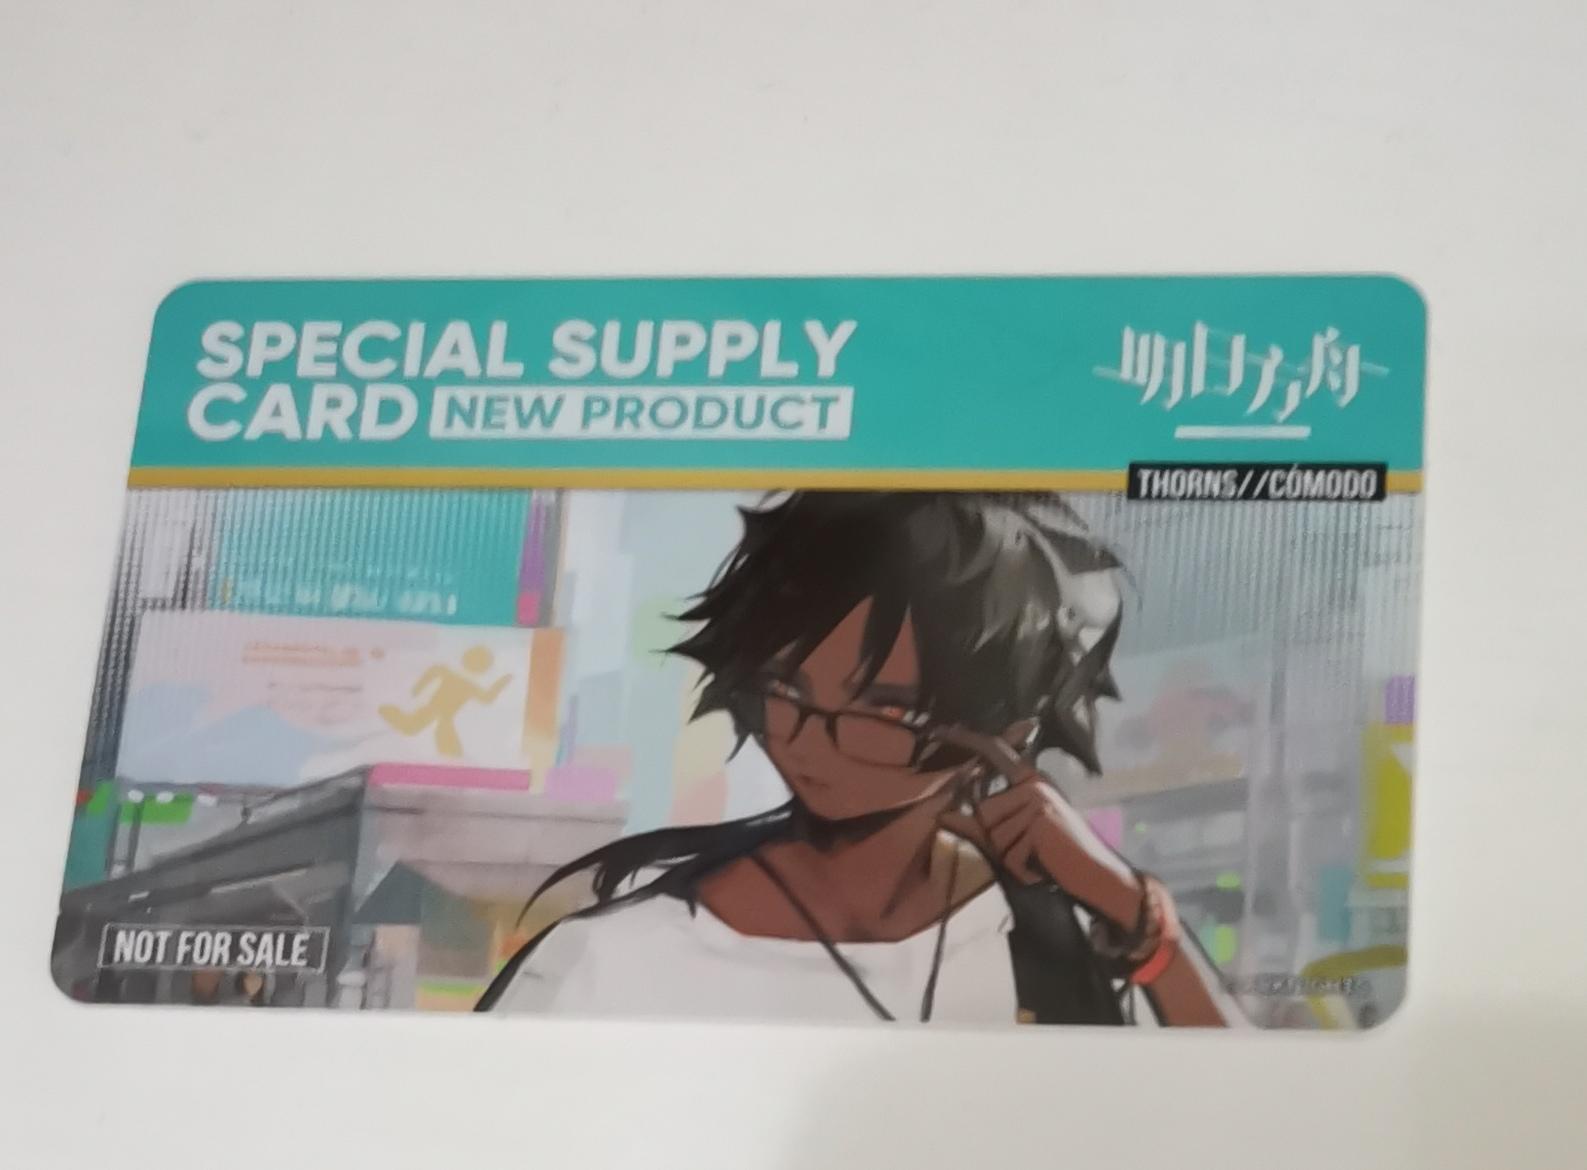 SPECIAL SUPPLY
CARD NEW PRODUCT
明日方舟
THORNS//CÓMODO
NOT FOR SALE